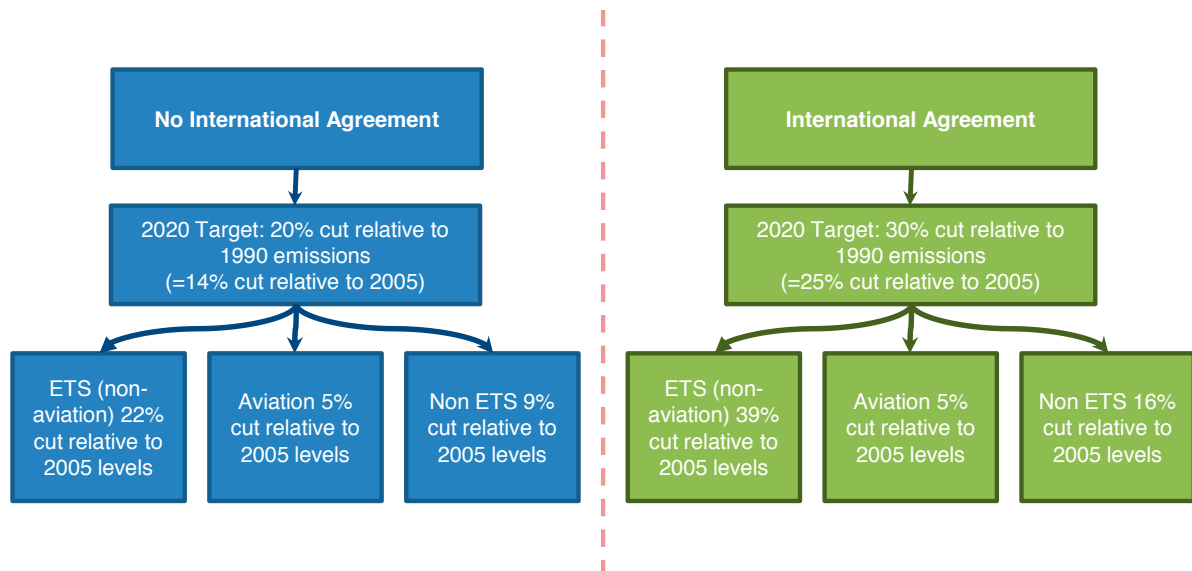 No International Agreement
2020 Target: 20% cut relative to
1990 emissions
(=14% cut relative to 2005)
ETS (non-
aviation) 22%
cut relative to
2005 levels
Aviation 5%
cut relative to
2005 levels
Non ETS 9%
cut relative to
2005 levels
International Agreement
2020 Target: 30% cut relative to
1990 emissions
(=25% cut relative to 2005)
ETS (non-
aviation) 39%
cut relative to
2005 levels
Aviation 5%
cut relative to
2005 levels
Non ETS 16%
cut relative to
2005 levels